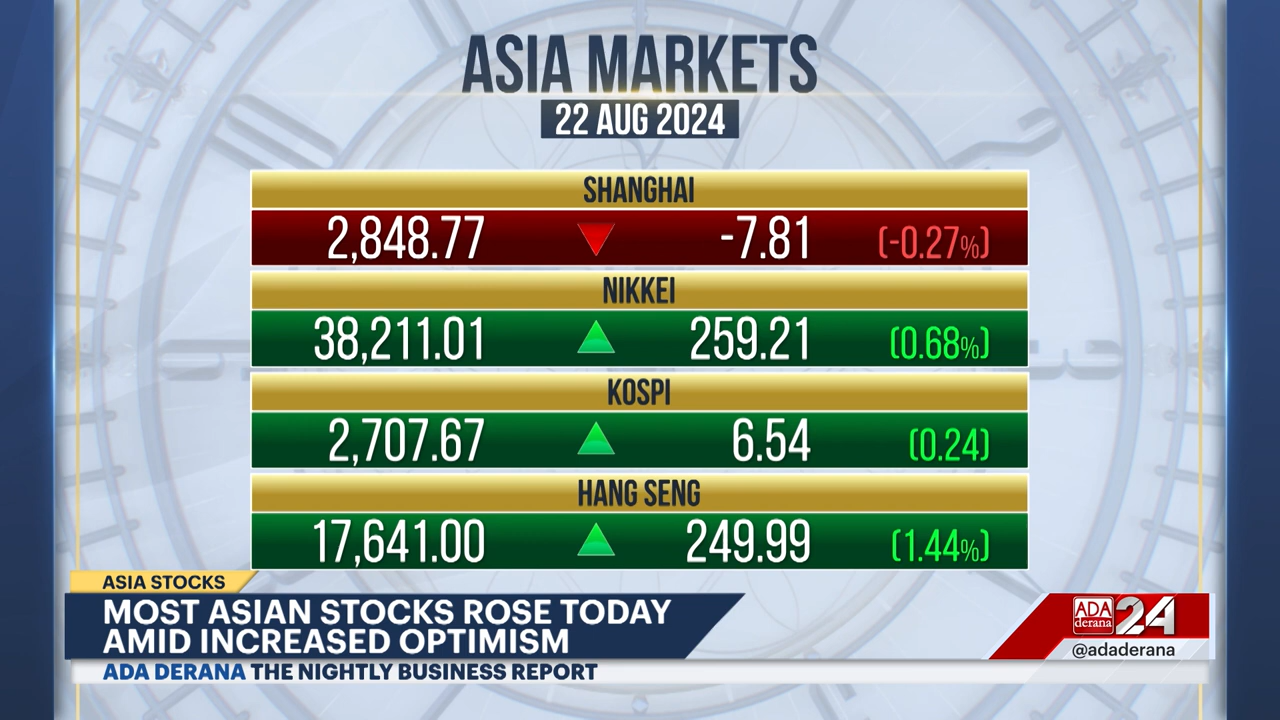 ASIA MARKETS
22 AUG 2024
SHANGHAI
2,848.77 -7.81 (-0.27%)
NIKKEI
38,211.01 259.21 (0.68%)
KOSPI
2,707.67 6.54 (0.24)
HANG SENG
17,641.00 249.99 (1.44%)
ASIA STOCKS
MOST ASIAN STOCKS ROSE TODAY
AMID INCREASED OPTIMISM
ADA DERANA THE NIGHTLY BUSINESS REPORT
ADA
derana
24
@adaderana